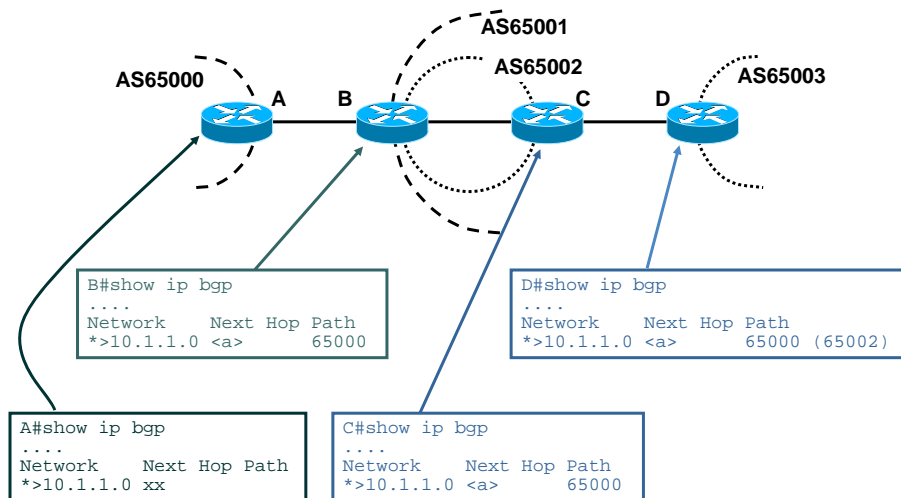 AS65001
AS65000
AS65002
AS65003
A
B
C
D
B#show ip bgp
....
Network Next Hop Path
*>10.1.1.0 <a> 65000
D#show ip bgp
....
Network Next Hop Path
*>10.1.1.0 <a> 65000 (65002)
A#show ip bgp
....
Network Next Hop Path
*>10.1.1.0 xx
C#show ip bgp
....
Network Next Hop Path
*>10.1.1.0 <a> 65000